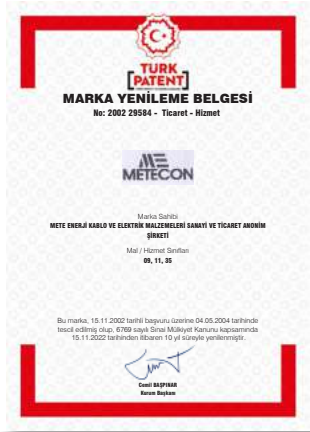 TÜRK
PATENT
MARKA YENİLEME BELGESİ
No: 2002 29584 - Ticaret - Hizmet
METECON
Marka Sahibi
METE ENERJİ KABLO VE ELEKTRİK MALZEMELERİ SANAYİ VE TİCARET ANONİM
ŞİRKETİ
Mal / Hizmet Sınıfları
09, 11, 35
Bu marka, 15.11.2002 tarihli başvuru üzerine 04.05.2004 tarihinde
tescil edilmiş olup, 6769 sayılı Sınai Mülkiyet Kanunu kapsamında
15.11.2022 tarihinden itibaren 10 yıl süreyle yenilenmiştir.
Cemil BAŞPINAR
Kurum Başkanı